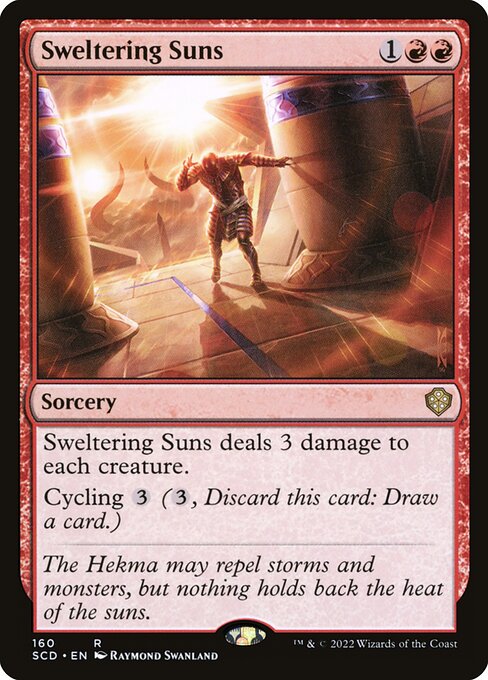 Sweltering Suns 1
Sorcery
Sweltering Suns deals 3 damage to
each creature.
Cycling 3 (3, Discard this card: Draw
a card.)
The Hekma may repel storms and
monsters, but nothing holds back the heat
of the suns.
160 R
SCD • EN Raymond Swanland
™ & © 2022 Wizards of the Coast